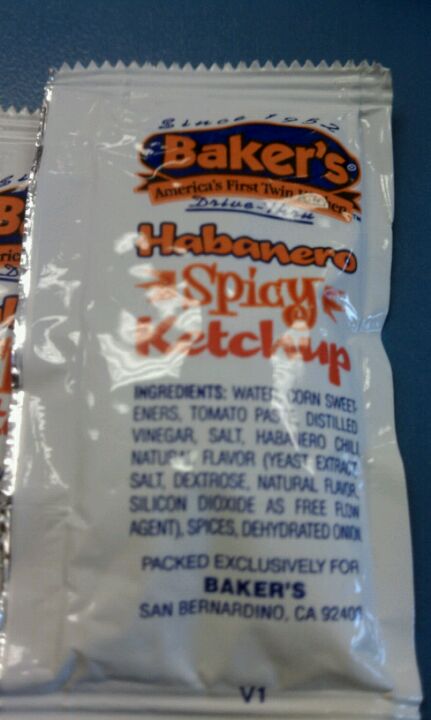 Since 1952
Baker's®
America's First Twin Kitchen
Drive-Thru
Habanero
Spicy
Ketchup
INGREDIENTS: WATER, CORN SWEET-
ENERS, TOMATO PASTE, DISTILLED
VINEGAR, SALT, HABANERO CHILI,
NATURAL FLAVOR (YEAST EXTRACT,
SALT, DEXTROSE, NATURAL FLAVOR,
SILICON DIOXIDE AS FREE FLOW
AGENT), SPICES, DEHYDRATED ONION
PACKED EXCLUSIVELY FOR
BAKER'S
SAN BERNARDINO, CA
V1